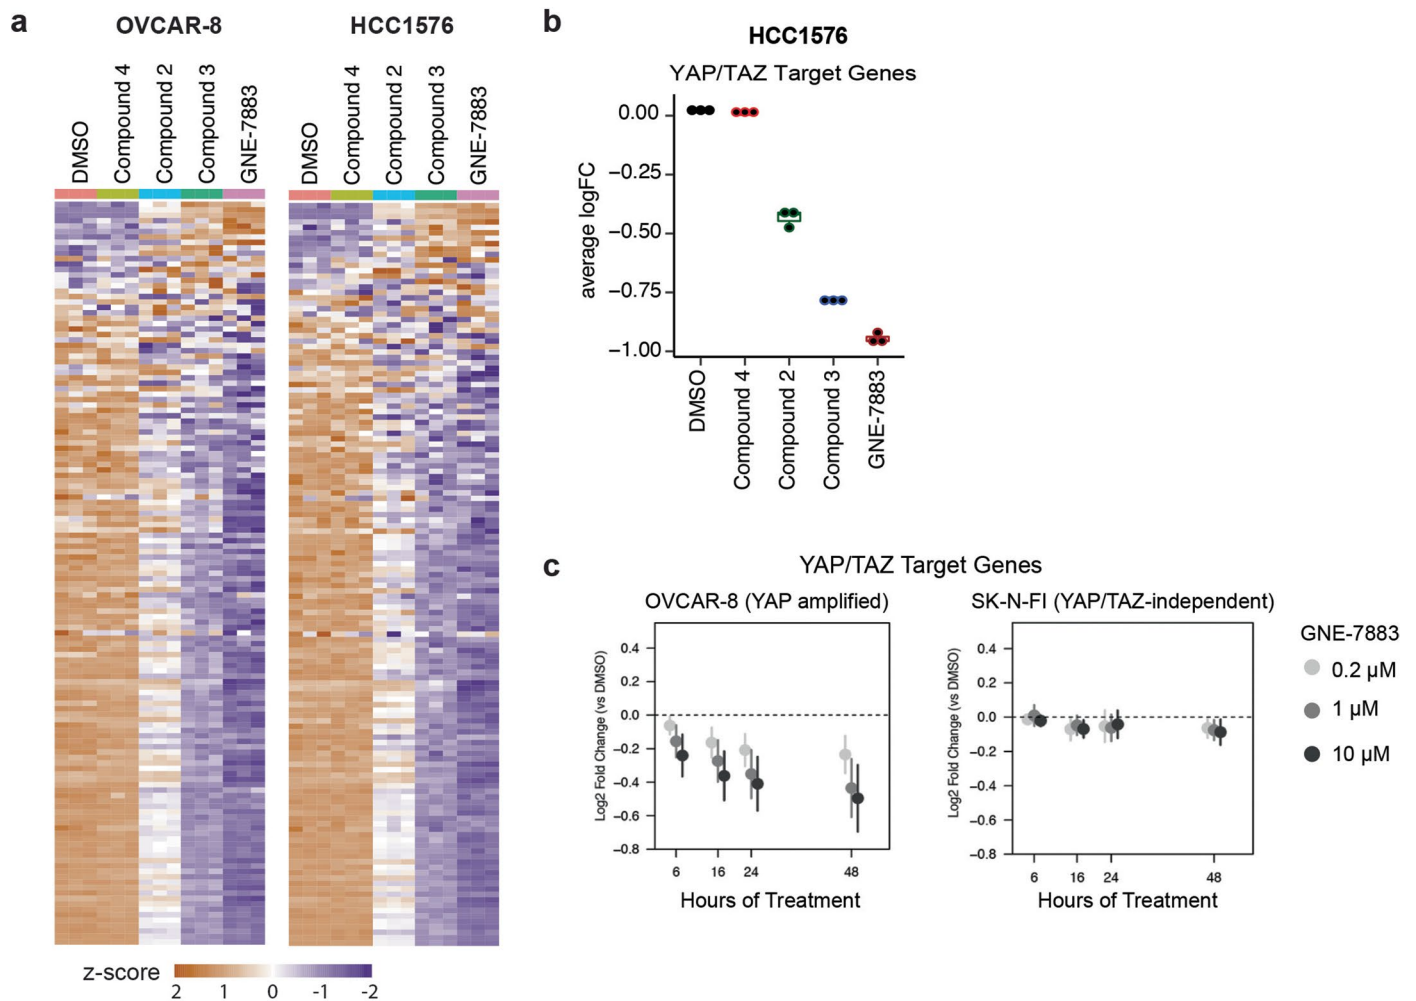 a
OVCAR-8
HCC1576
DMSO
Compound 4
Compound 2
Compound 3
GNE-7883
DMSO
Compound 4
Compound 2
Compound 3
GNE-7883
z-score
2 1 0 -1 -2
b
HCC1576
YAP/TAZ Target Genes
average logFC
0.00
−0.25
−0.50
−0.75
−1.00
DMSO
Compound 4
Compound 2
Compound 3
GNE-7883
c
YAP/TAZ Target Genes
OVCAR-8 (YAP amplified)
Log2 Fold Change (vs DMSO)
0.4
0.2
0.0
−0.2
−0.4
−0.6
−0.8
6 16 24 48
Hours of Treatment
SK-N-FI (YAP/TAZ-independent)
Log2 Fold Change (vs DMSO)
0.4
0.2
0.0
−0.2
−0.4
−0.6
−0.8
6 16 24 48
Hours of Treatment
GNE-7883
0.2 µM
1 µM
10 µM